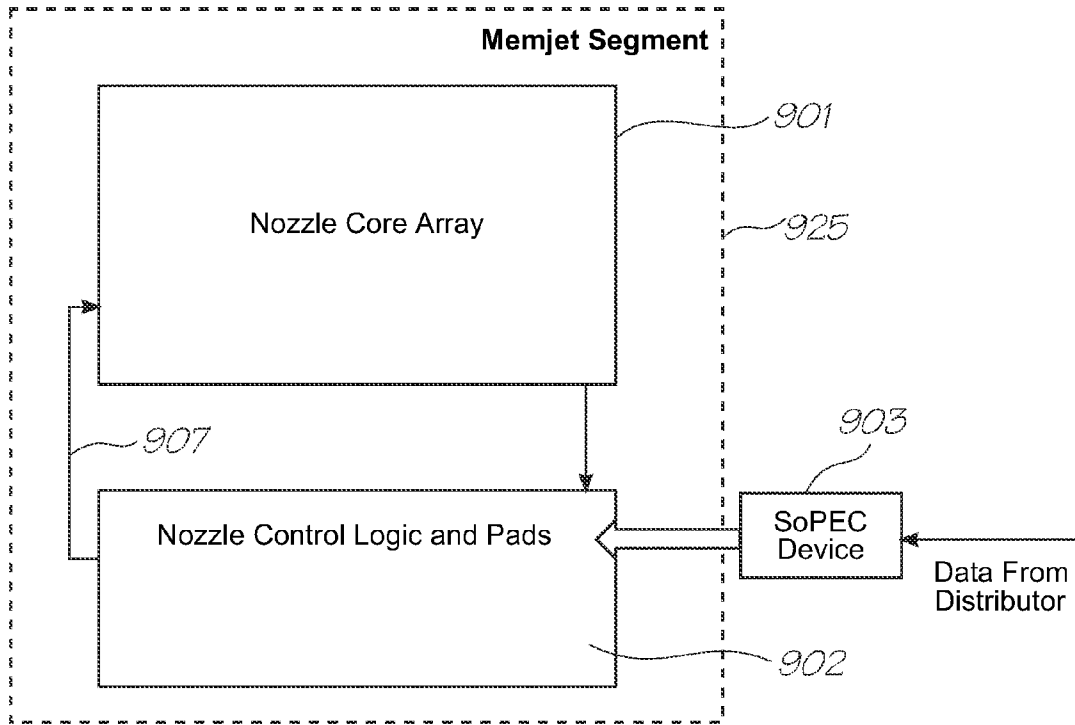 Memjet Segment
901
Nozzle Core Array
925
907
903
Nozzle Control Logic and Pads
SoPEC
Device
Data From
Distributor
902